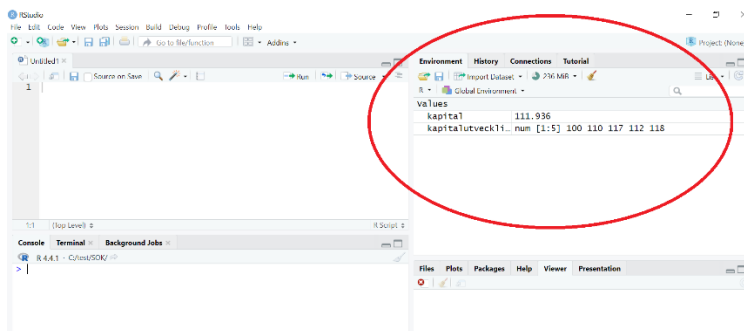 RStudio
File Edit Code View Plots Session Build Debug Profile Tools Help
Go to file/function
Addins
Project: (None
Untitled1
Source on Save
Run
Source
1
1:1 (Top Level)
R Script
Console Terminal Background Jobs
R 4.4.1 · C:/test/SOK/
>
Environment History Connections Tutorial
Import Dataset
236 MiB
R
Global Environment
Values
kapital 111.936
kapitalutveckli… num [1:5] 100 110 117 112 118
Files Plots Packages Help Viewer Presentation